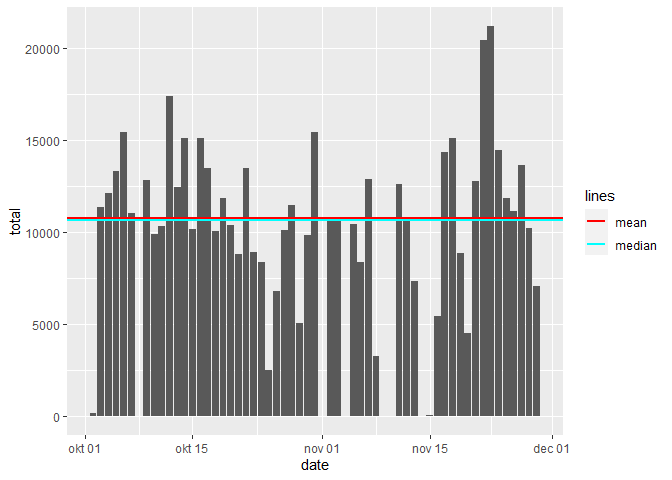 20000
15000
10000
5000
0
total
okt 01
okt 15
nov 01
nov 15
dec 01
date
lines
mean
median